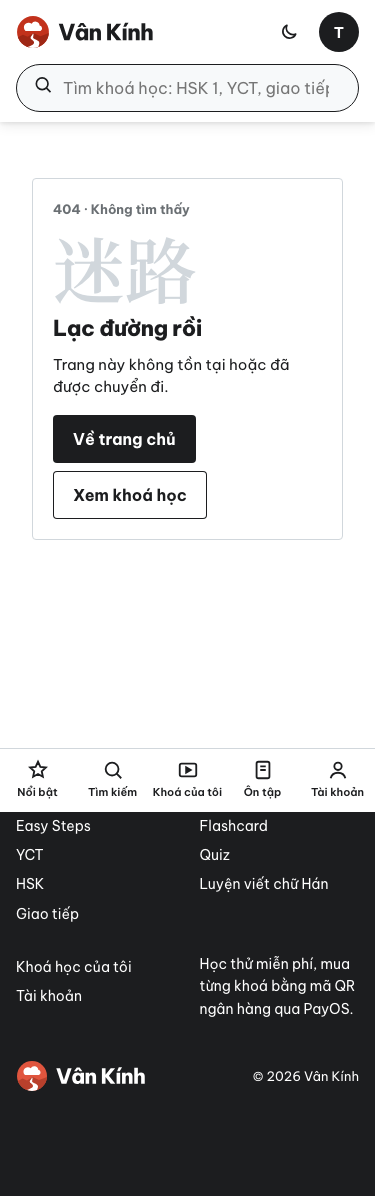 Vân Kính
T
Tìm khoá học: HSK 1, YCT, giao tiếp
404 · Không tìm thấy
迷路
Lạc đường rồi
Trang này không tồn tại hoặc đã
được chuyển đi.
Về trang chủ
Xem khoá học
Nổi bật
Tìm kiếm
Khoá của tôi
Ôn tập
Tài khoản
Easy Steps
YCT
HSK
Giao tiếp
Flashcard
Quiz
Luyện viết chữ Hán
Khoá học của tôi
Tài khoản
Học thử miễn phí, mua
từng khoá bằng mã QR
ngân hàng qua PayOS.
Vân Kính
© 2026 Vân Kính